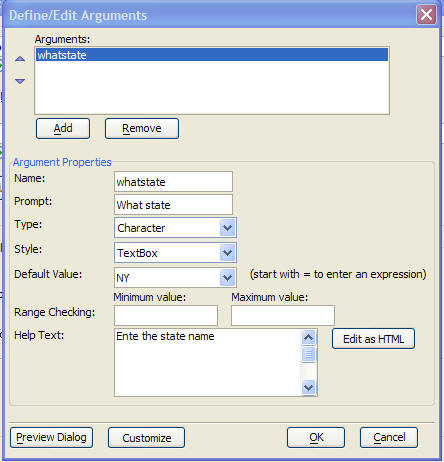 Define/Edit Arguments
Arguments:
whatstate
Add Remove
Argument Properties
Name: whatstate
Prompt: What state
Type: Character
Style: TextBox
Default Value: NY (start with = to enter an expression)
Minimum value: Maximum value:
Range Checking:
Help Text: Enter the state name Edit as HTML
Preview Dialog Customize OK Cancel